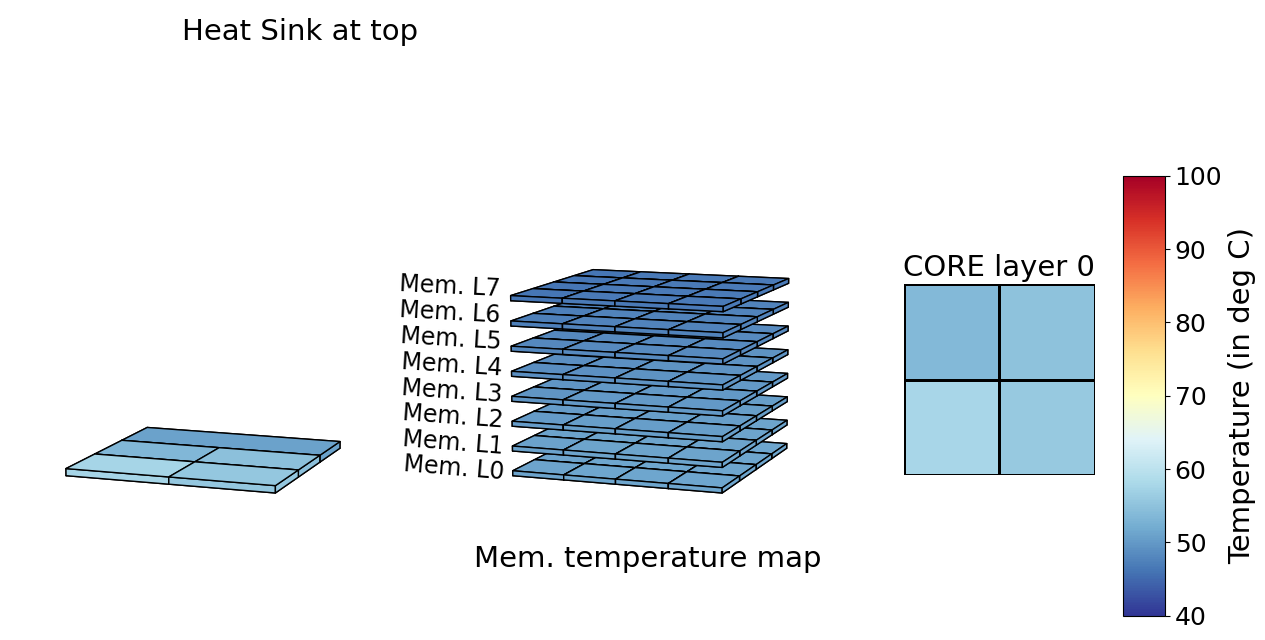 Heat Sink at top
Mem. L7
Mem. L6
Mem. L5
Mem. L4
Mem. L3
Mem. L2
Mem. L1
Mem. L0
Mem. temperature map
CORE layer 0
100
90
80
70
60
50
40
Temperature (in deg C)